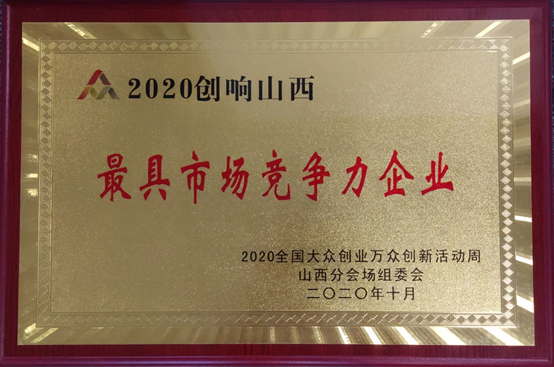 2020创响山西
最具市场竞争力企业
2020全国大众创业万众创新活动周
山西分会场组委会
二〇二〇年十月